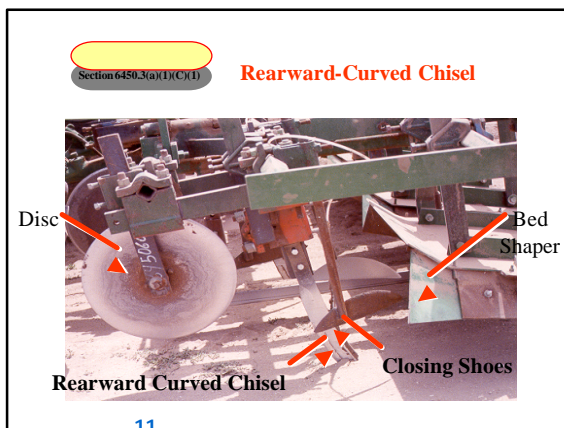 Section 6450.3(a)(1)(C)(1)
Rearward-Curved Chisel
Disc
Bed
Shaper
Closing Shoes
Rearward Curved Chisel
11